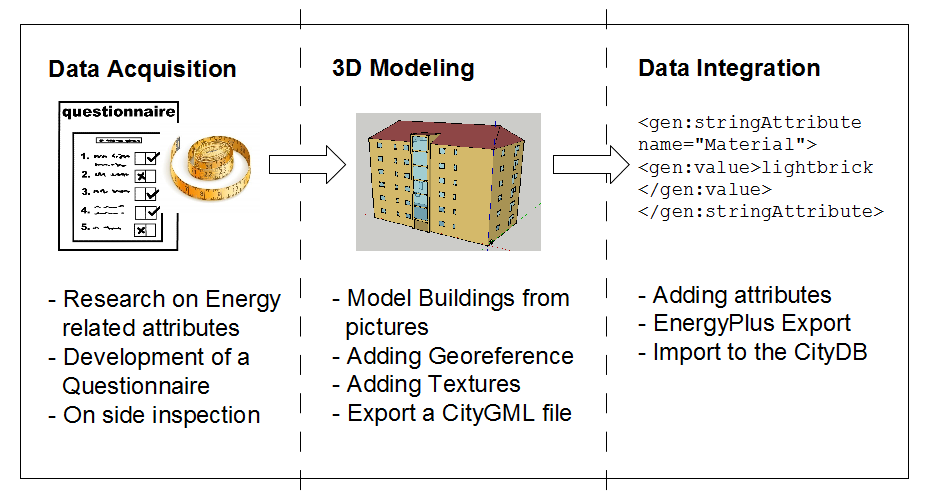 Data Acquisition
questionnaire
1.
2.
3.
4.
5.
- Research on Energy
related attributes
- Development of a
Questionnaire
- On side inspection
3D Modeling
- Model Buildings from
pictures
- Adding Georeference
- Adding Textures
- Export a CityGML file
Data Integration
<gen:stringAttribute
name="Material">
<gen:value>lightbrick
</gen:value>
</gen:stringAttribute>
- Adding attributes
- EnergyPlus Export
- Import to the CityDB